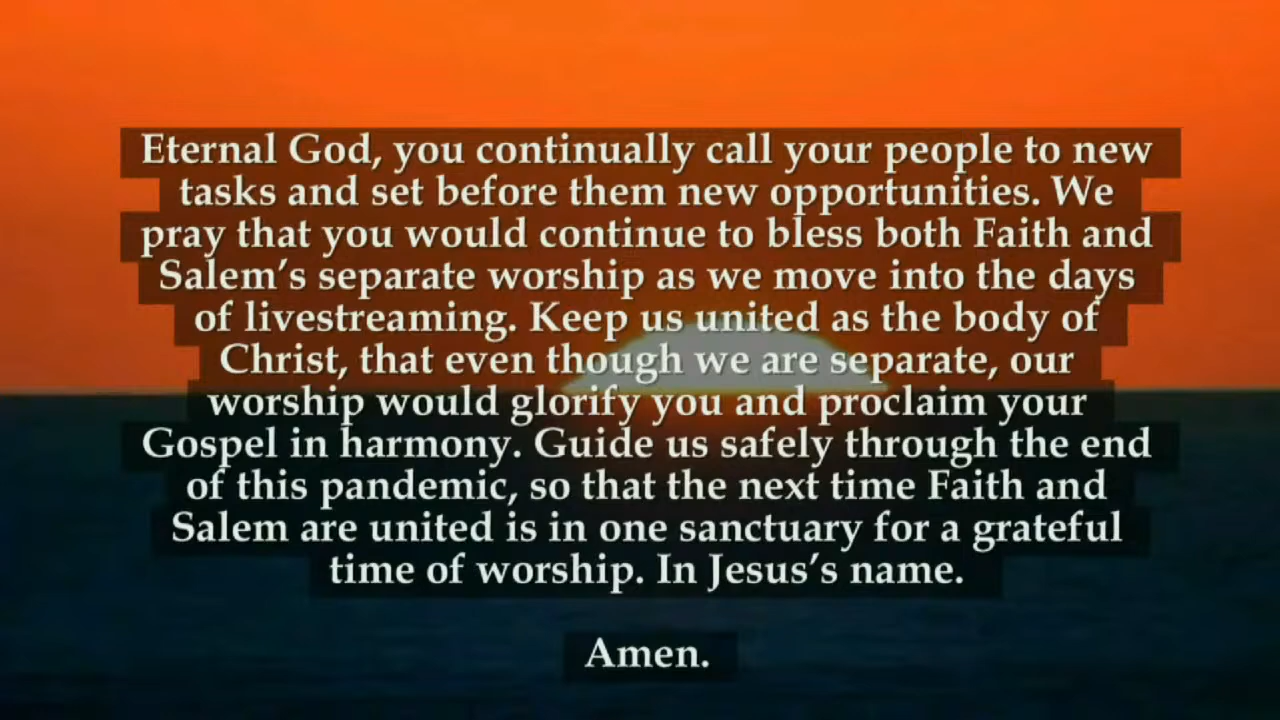 Eternal God, you continually call your people to new
tasks and set before them new opportunities. We
pray that you would continue to bless both Faith and
Salem’s separate worship as we move into the days
of livestreaming. Keep us united as the body of
Christ, that even though we are separate, our
worship would glorify you and proclaim your
Gospel in harmony. Guide us safely through the end
of this pandemic, so that the next time Faith and
Salem are united is in one sanctuary for a grateful
time of worship. In Jesus’s name.
Amen.